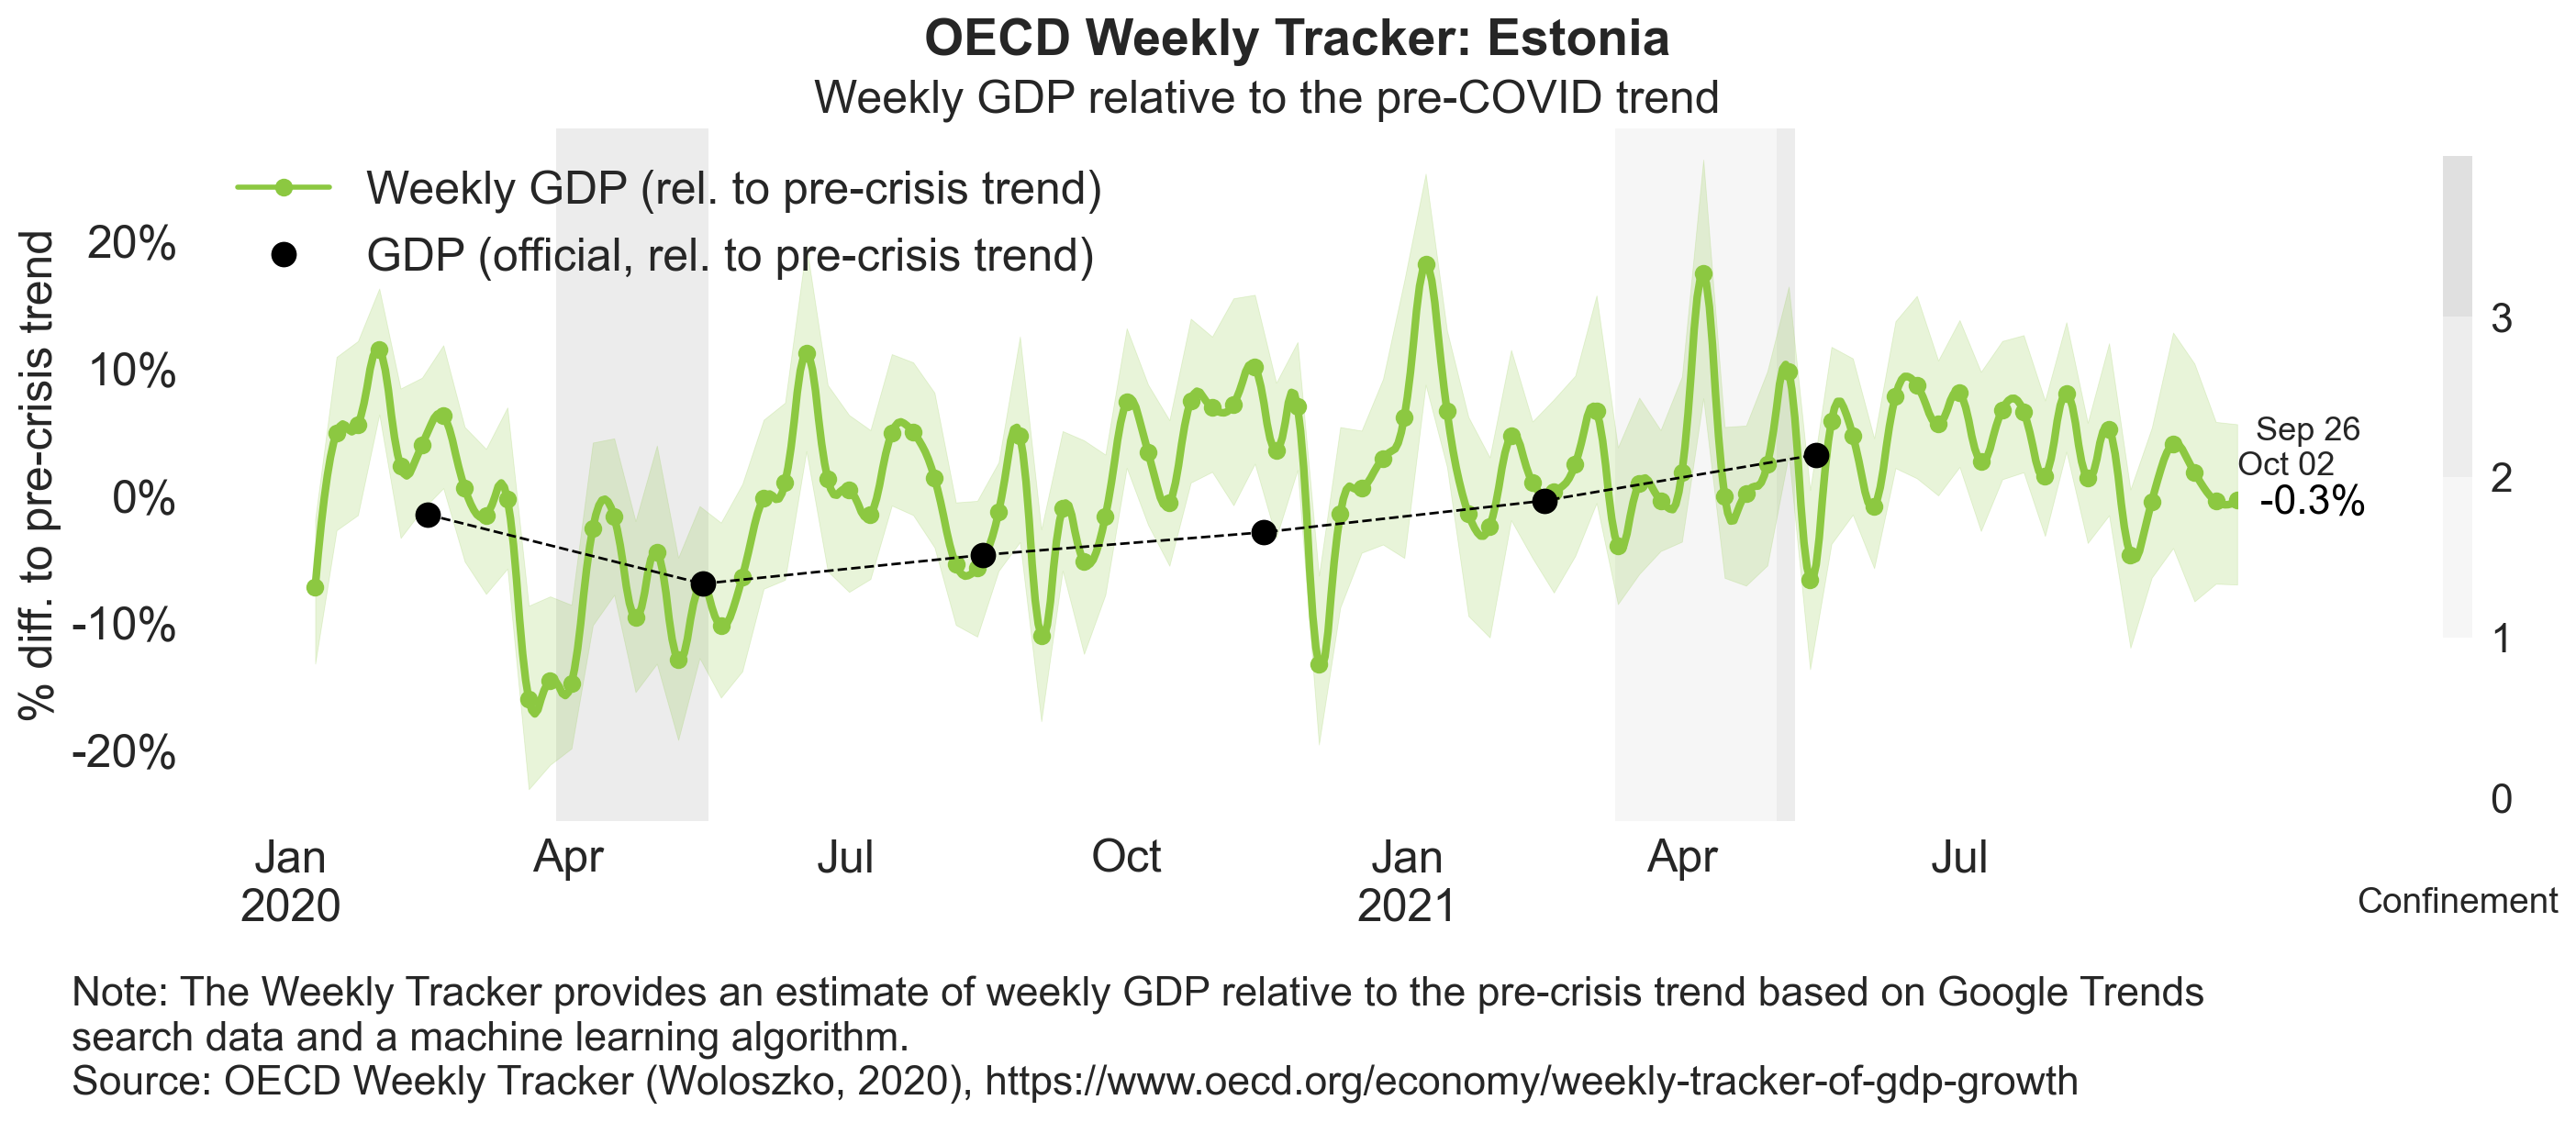 OECD Weekly Tracker: Estonia
Weekly GDP relative to the pre-COVID trend
Weekly GDP (rel. to pre-crisis trend)
GDP (official, rel. to pre-crisis trend)
% diff. to pre-crisis trend
20%
10%
0%
-10%
-20%
Sep 26
Oct 02
-0.3%
3
2
1
0
Jan Apr Jul Oct Jan Apr Jul
2020 2021
Confinement
Note: The Weekly Tracker provides an estimate of weekly GDP relative to the pre-crisis trend based on Google Trends
search data and a machine learning algorithm.
Source: OECD Weekly Tracker (Woloszko, 2020), https://www.oecd.org/economy/weekly-tracker-of-gdp-growth